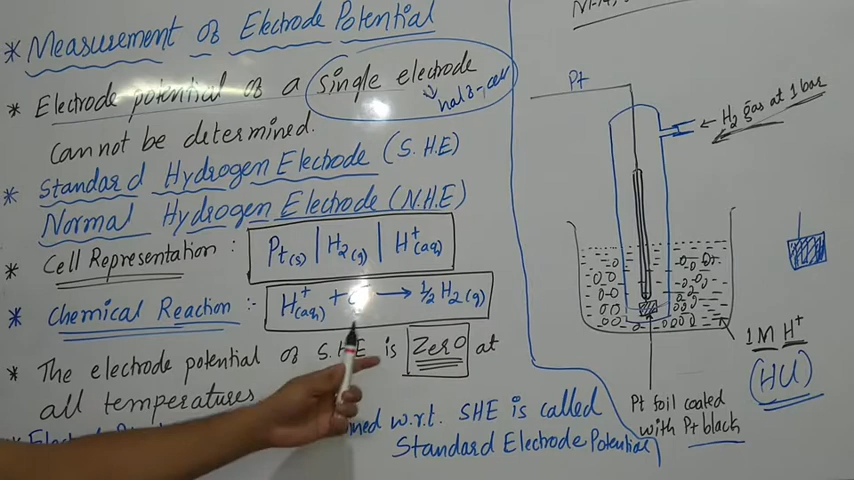 * Measurement of Electrode Potential
* Electrode potential of a single electrode
half-cell
cannot be determined.
* Standard Hydrogen Electrode (S.H.E)
* Normal Hydrogen Electrode (N.H.E)
* Cell Representation : Pt(s) | H2(g) | H+(aq)
* Chemical Reaction :- H+(aq) + e- → 1/2 H2(g)
* The electrode potential of S.H.E is Zero at
all temperatures
w.r.t. SHE is called
Standard Electrode Potential
Pt
← H2 gas at 1 bar
1M H+
(HCl)
Pt foil coated
with Pt black